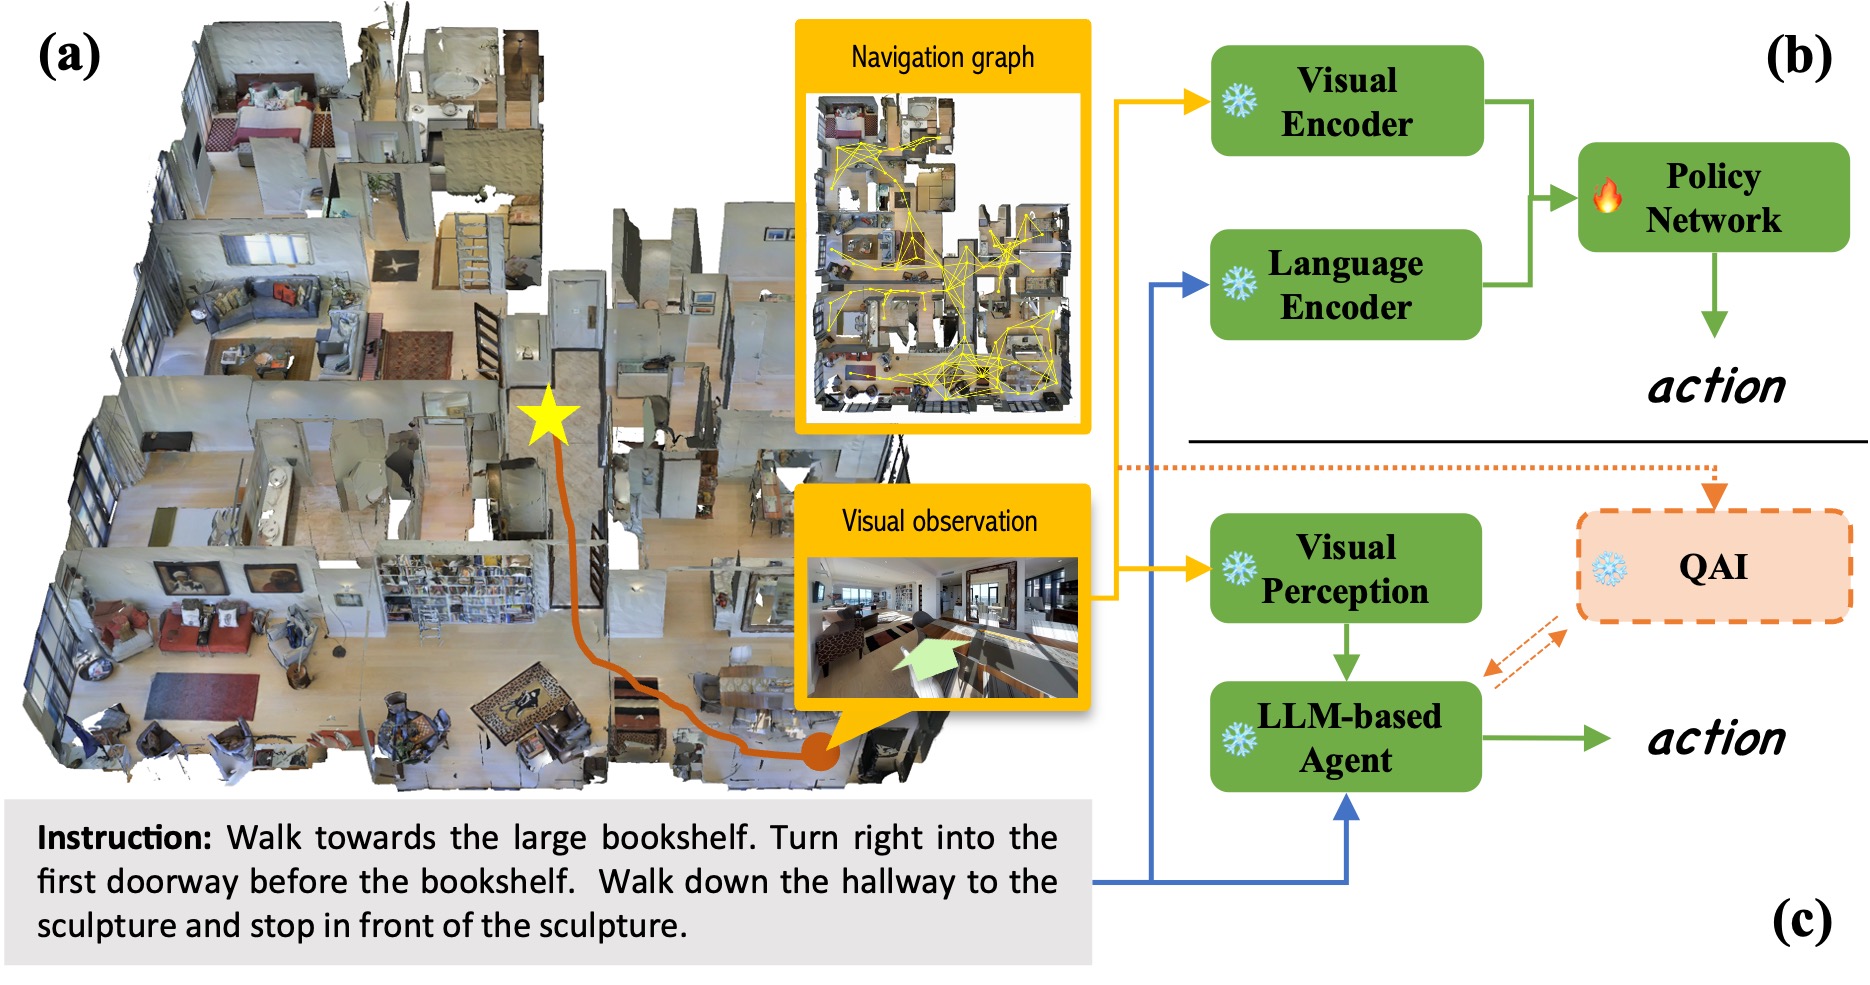 (a)
Navigation graph
Visual observation
Instruction: Walk towards the large bookshelf. Turn right into the
first doorway before the bookshelf. Walk down the hallway to the
sculpture and stop in front of the sculpture.
(b)
Visual
Encoder
Language
Encoder
Policy
Network
action
Visual
Perception
QAI
LLM-based
Agent
action
(c)